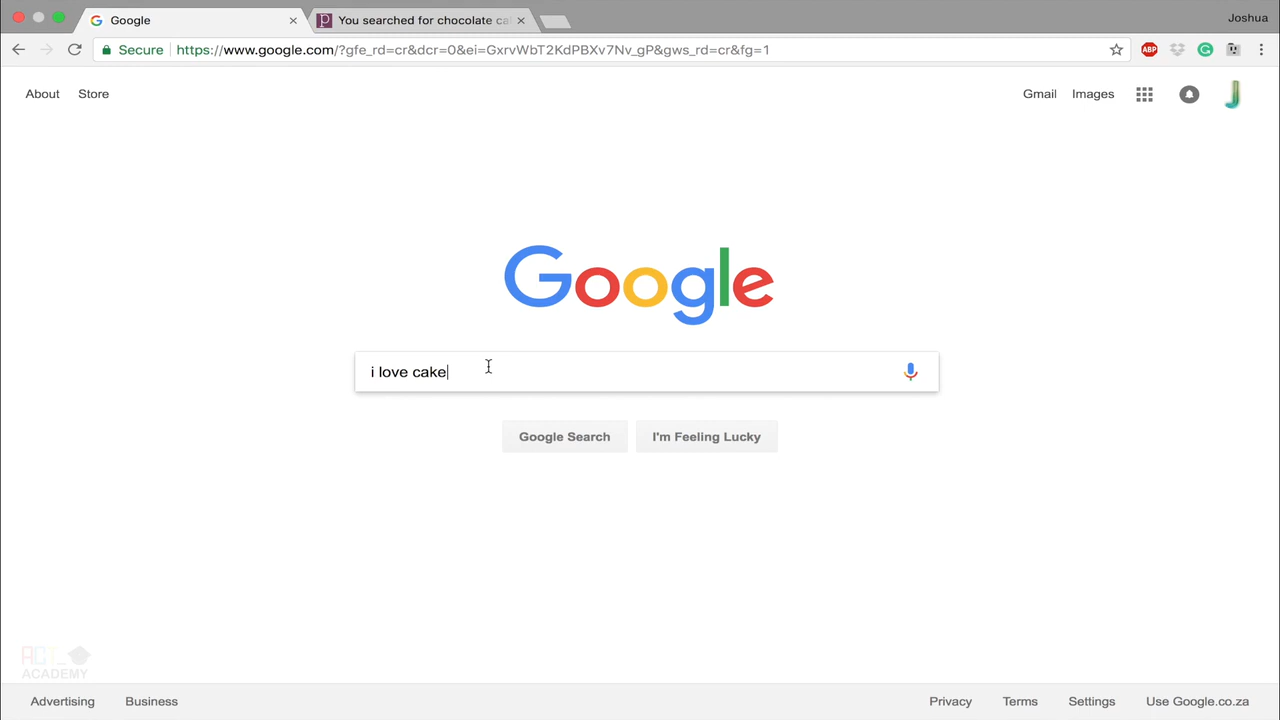 Google
You searched for chocolate ca
Joshua
Secure
https://www.google.com/?gfe_rd=cr&dcr=0&ei=GxrvWbT2KdPBXv7Nv_gP&gws_rd=cr&fg=1
ABP
About Store
Gmail Images
J
Google
i love cake
Google Search I'm Feeling Lucky
ACADEMY
Advertising Business
Privacy Terms Settings Use Google.co.za